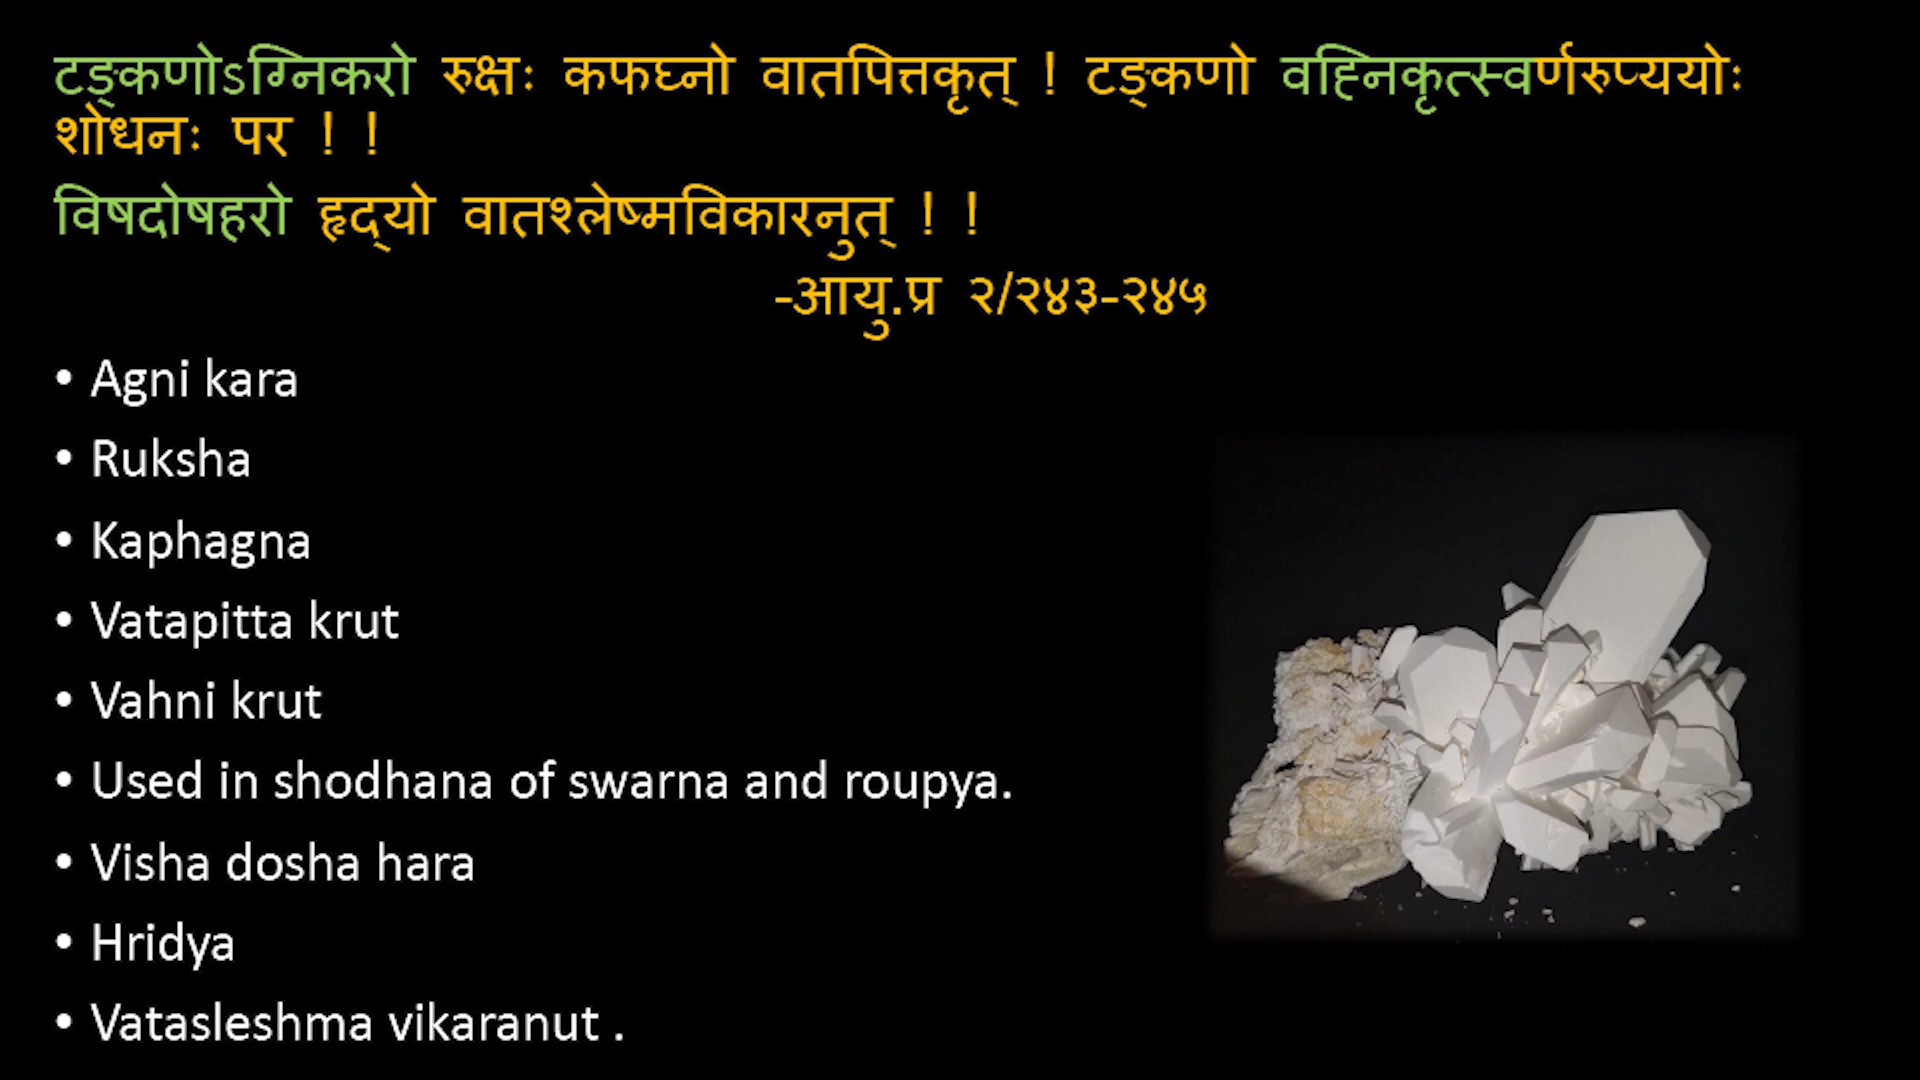 टङ्कणोऽग्निकरो रुक्षः कफघ्नो वातपित्तकृत् ! टङ्कणो वह्निकृत्स्वर्णरुप्ययोः
शोधनः पर ! !
विषदोषहरो हृद्यो वातश्लेष्मविकारनुत् ! !
-आयु.प्र २/२४३-२४५
• Agni kara
• Ruksha
• Kaphagna
• Vatapitta krut
• Vahni krut
• Used in shodhana of swarna and roupya.
• Visha dosha hara
• Hridya
• Vatasleshma vikaranut .